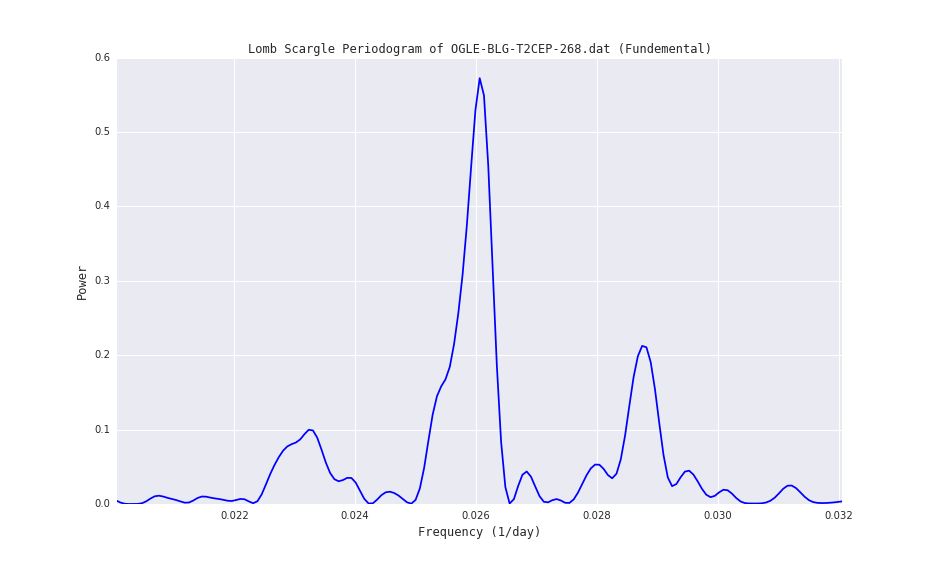 Lomb Scargle Periodogram of OGLE-BLG-T2CEP-268.dat (Fundemental)
0.6
0.5
0.4
0.3
0.2
0.1
0.0
Power
0.022 0.024 0.026 0.028 0.030 0.032
Frequency (1/day)